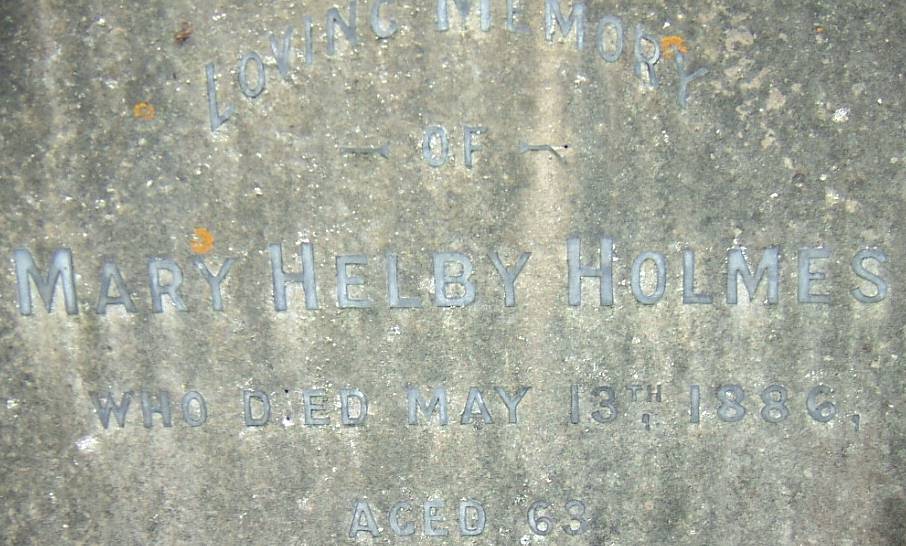 LOVING MEMORY
OF
MARY HELBY HOLMES
WHO DIED MAY 13TH, 1886,
AGED 63